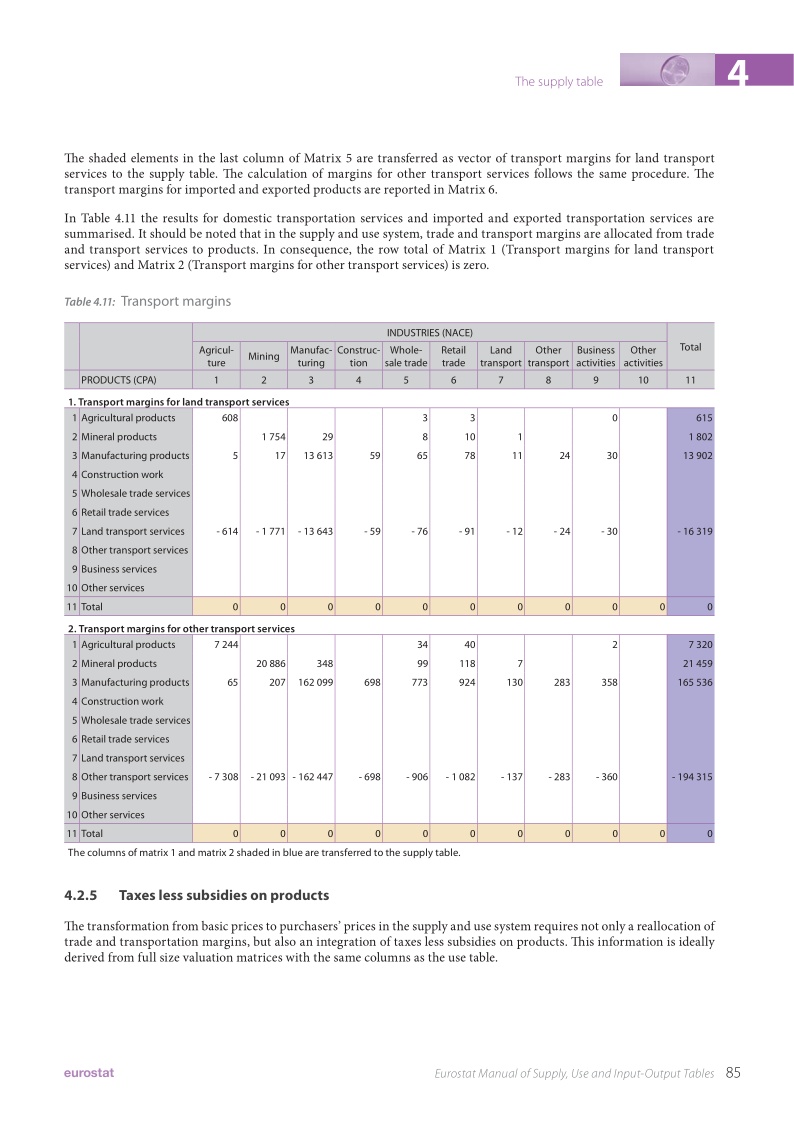 The supply table
4
The shaded elements in the last column of Matrix 5 are transferred as vector of transport margins for land transport
services to the supply table. The calculation of margins for other transport services follows the same procedure. The
transport margins for imported and exported products are reported in Matrix 6.
In Table 4.11 the results for domestic transportation services and imported and exported transportation services are
summarised. It should be noted that in the supply and use system, trade and transport margins are allocated from trade
and transport services to products. In consequence, the row total of Matrix 1 (Transport margins for land transport
services) and Matrix 2 (Transport margins for other transport services) is zero.
Table 4.11: Transport margins
INDUSTRIES (NACE)
Agricul- Mining Manufac- Construc- Whole- Retail Land Other Business Other Total
ture turing tion sale trade trade transport transport activities activities
PRODUCTS (CPA) 1 2 3 4 5 6 7 8 9 10 11
1. Transport margins for land transport services
1 Agricultural products 608 3 3 0 615
2 Mineral products 1 754 29 8 10 1 1 802
3 Manufacturing products 5 17 13 613 59 65 78 11 24 30 13 902
4 Construction work
5 Wholesale trade services
6 Retail trade services
7 Land transport services - 614 - 1 771 - 13 643 - 59 - 76 - 91 - 12 - 24 - 30 - 16 319
8 Other transport services
9 Business services
10 Other services
11 Total 0 0 0 0 0 0 0 0 0 0 0
2. Transport margins for other transport services
1 Agricultural products 7 244 34 40 2 7 320
2 Mineral products 20 886 348 99 118 7 21 459
3 Manufacturing products 65 207 162 099 698 773 924 130 283 358 165 536
4 Construction work
5 Wholesale trade services
6 Retail trade services
7 Land transport services
8 Other transport services - 7 308 - 21 093 - 162 447 - 698 - 906 - 1 082 - 137 - 283 - 360 - 194 315
9 Business services
10 Other services
11 Total 0 0 0 0 0 0 0 0 0 0 0
The columns of matrix 1 and matrix 2 shaded in blue are transferred to the supply table.
4.2.5 Taxes less subsidies on products
The transformation from basic prices to purchasers' prices in the supply and use system requires not only a reallocation of
trade and transportation margins, but also an integration of taxes less subsidies on products. This information is ideally
derived from full size valuation matrices with the same columns as the use table.
eurostat Eurostat Manual of Supply, Use and Input-Output Tables 85